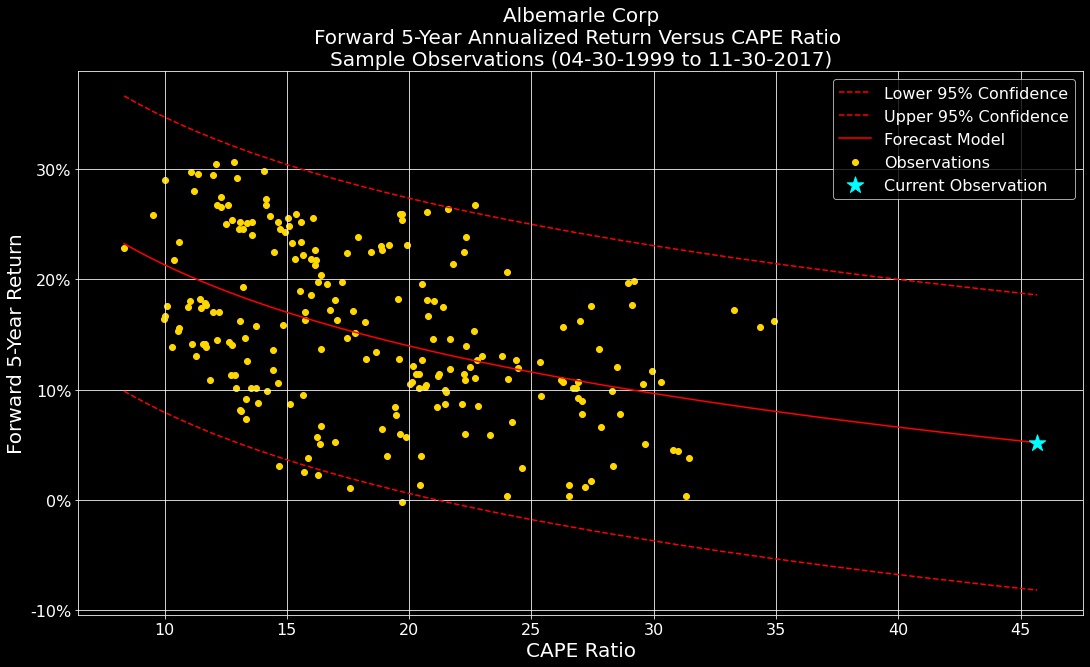 Albemarle Corp
Forward 5-Year Annualized Return Versus CAPE Ratio
Sample Observations (04-30-1999 to 11-30-2017)
Lower 95% Confidence
Upper 95% Confidence
Forecast Model
Observations
Current Observation
Forward 5-Year Return
30%
20%
10%
0%
-10%
10 15 20 25 30 35 40 45
CAPE Ratio